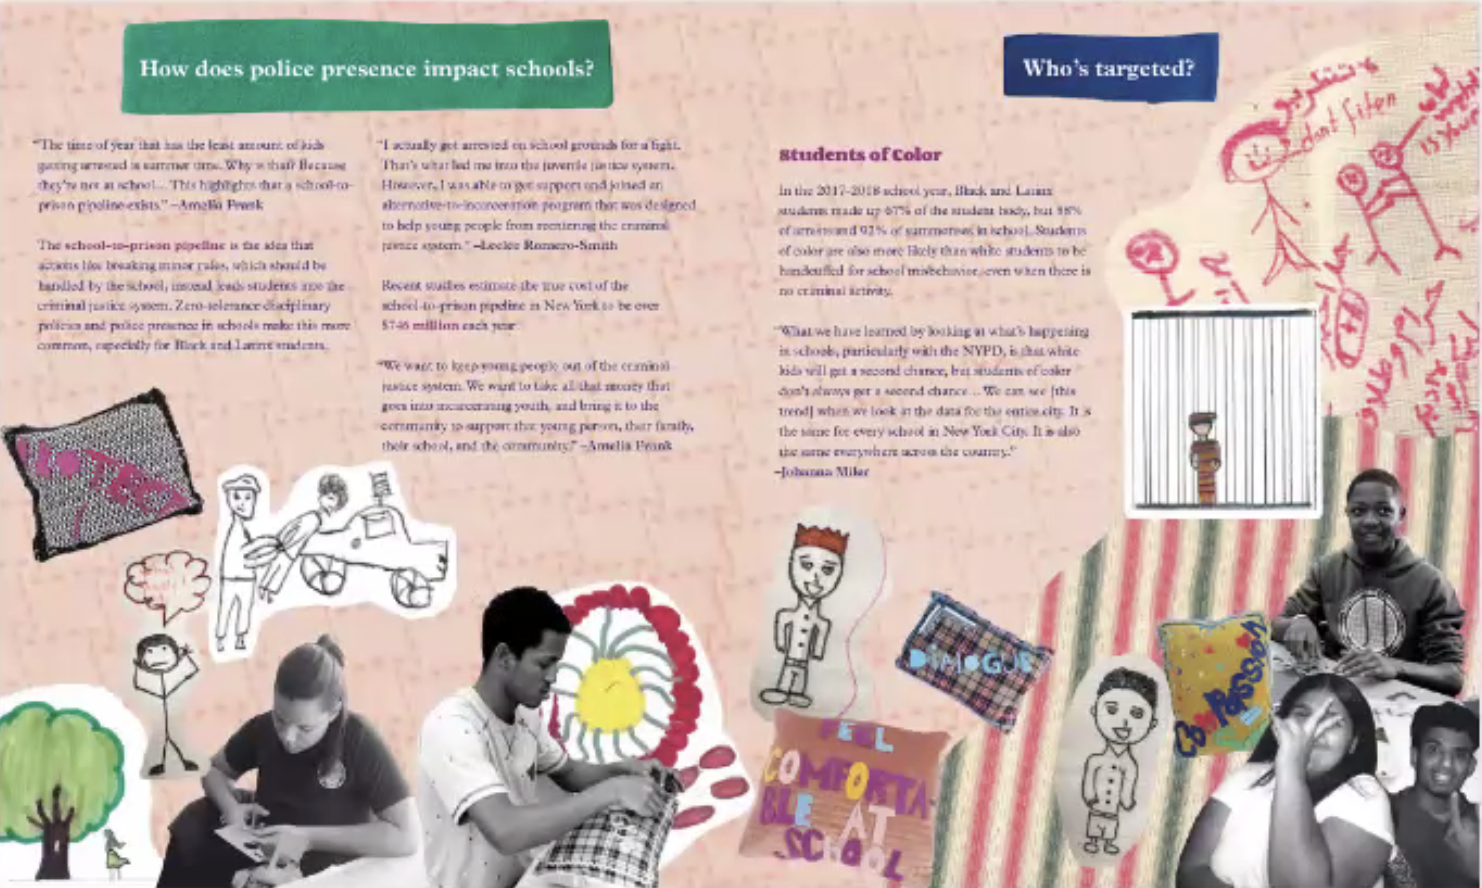 How does police presence impact schools?
"The time of year that has the least amount of kids
getting arrested is summer time. Why is that? Because
they're not at school... This highlights that a school-to-
prison pipeline exists." –Amelia Frank
The school-to-prison pipeline is the idea that
actions like breaking minor rules, which should be
handled by the school, instead leads students into the
criminal justice system. Zero-tolerance disciplinary
policies and police presence in schools make this more
common, especially for Black and Latinx students.
"I actually got arrested on school grounds for a fight.
That's what led me into the juvenile justice system.
However, I was able to get support and joined an
alternative-to-incarceration program that was designed
to help young people from reentering the criminal
justice system." –Leelee Romero-Smith
Recent studies estimate the true cost of the
school-to-prison pipeline in New York to be over
$746 million each year.
"We want to keep young people out of the criminal
justice system. We want to take all that money that
goes into incarcerating youth, and bring it to the
community to support that young person, their family,
their school, and the community." –Amelia Frank
Who's targeted?
Students of Color
In the 2017-2018 school year, Black and Latinx
students made up 67% of the student body, but 88%
of arrests and 92% of summonses in school. Students
of color are also more likely than white students to be
handcuffed for school misbehavior, even when there is
no criminal activity.
"What we have learned by looking at what's happening
in schools, particularly with the NYPD, is that white
kids will get a second chance, but students of color
don't always get a second chance... We can see [this
trend] when we look at the data for the entire city. It is
the same for every school in New York City. It is also
the same everywhere across the country."
–Johanna Miller
DIALOGUE
COMPASSION
FEEL
COMFORTA-
BLE AT
SCHOOL